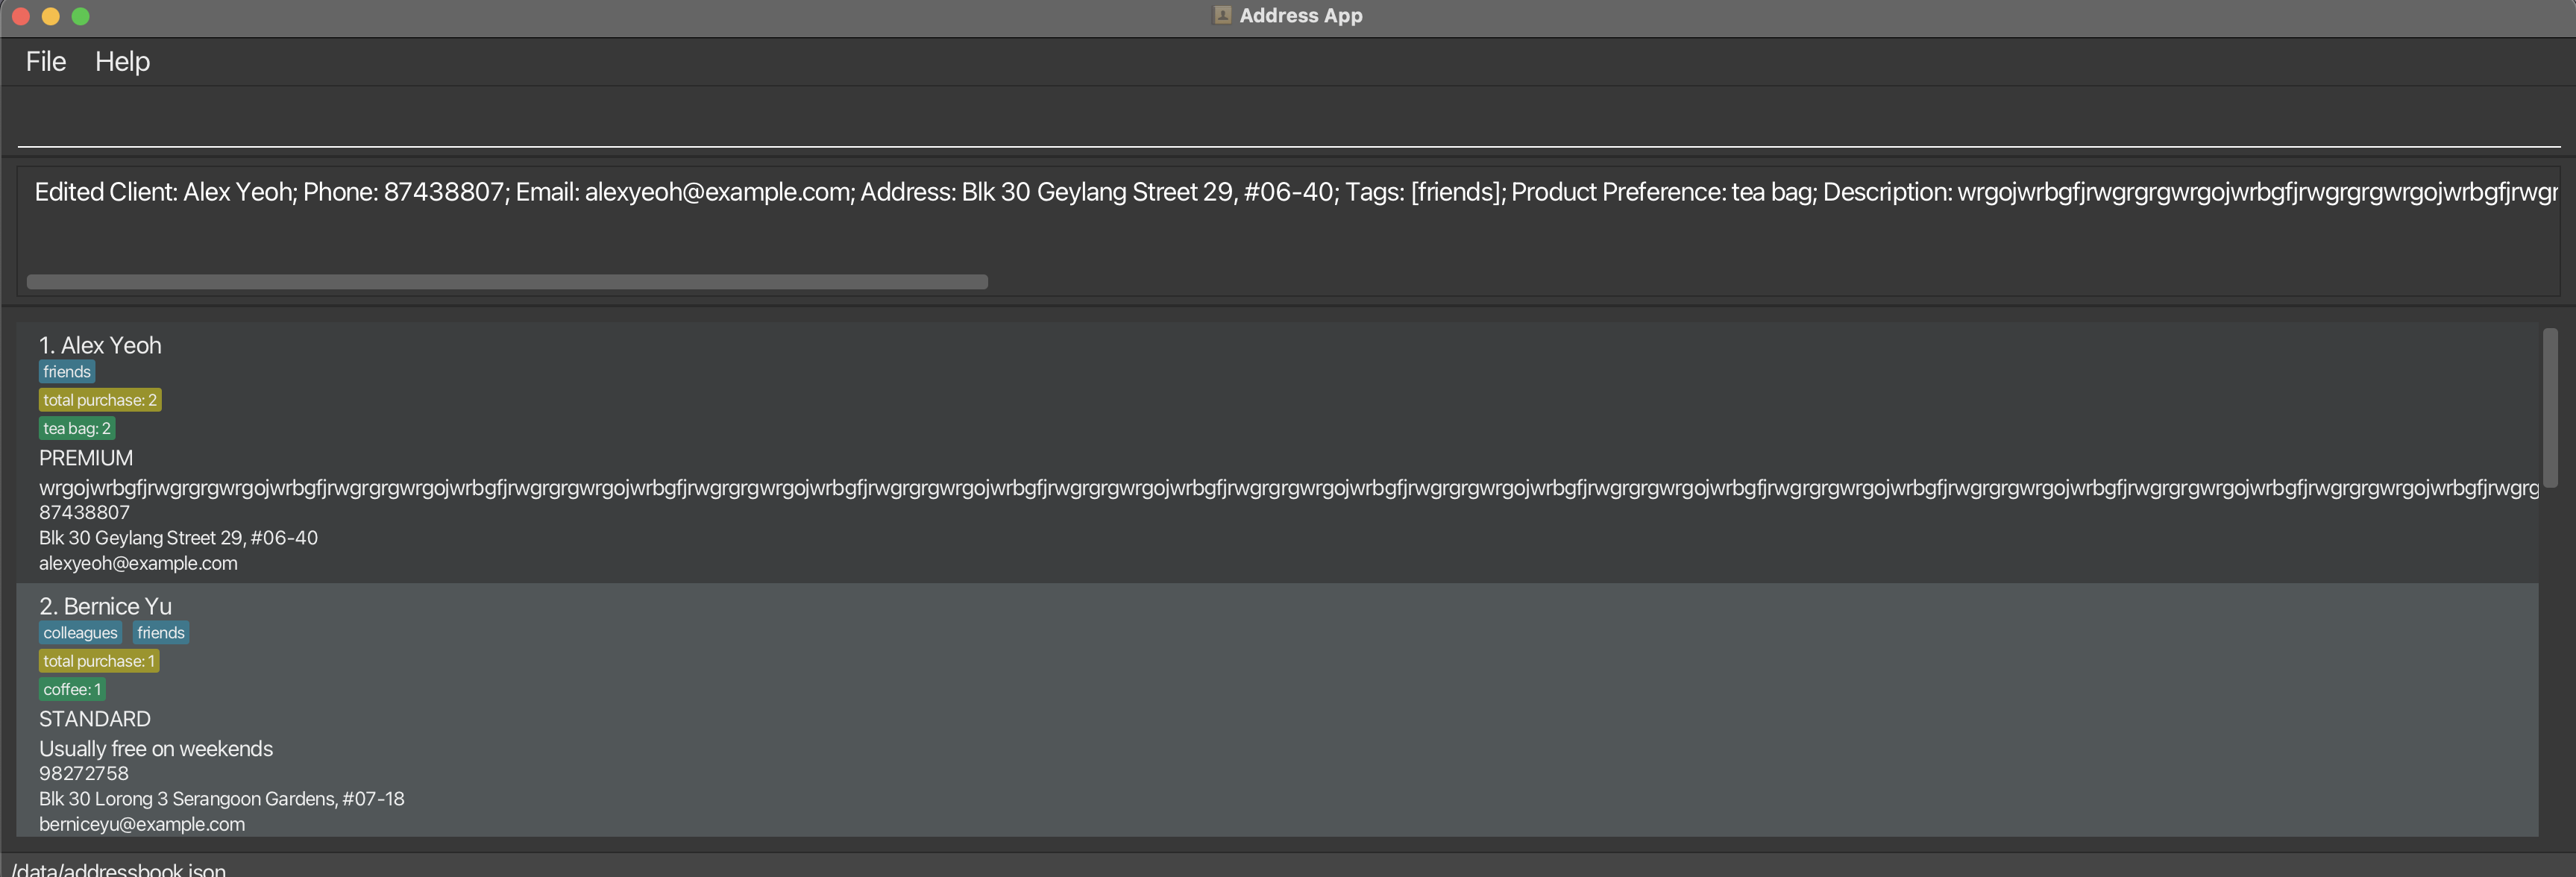 Address App
File Help
Edited Client: Alex Yeoh; Phone: 87438807; Email: alexyeoh@example.com; Address: Blk 30 Geylang Street 29, #06-40; Tags: [friends]; Product Preference: tea bag; Description: wrgojwrbgfjrwgrgrgwrgojwrbgfjrwgrgrgwrgojwrbgfjrwgr
1. Alex Yeoh
friends
total purchase: 2
tea bag: 2
PREMIUM
wrgojwrbgfjrwgrgrgwrgojwrbgfjrwgrgrgwrgojwrbgfjrwgrgrgwrgojwrbgfjrwgrgrgwrgojwrbgfjrwgrgrgwrgojwrbgfjrwgrgrgwrgojwrbgfjrwgrgrgwrgojwrbgfjrwgrgrgwrgojwrbgfjrwgrgrgwrgojwrbgfjrwgrgrgwrgojwrbgfjrwgrgrgwrgojwrbgfjrwgrgrgwrgojwrbgfjrwgrgrgwrgojwrbgfjrwgrg
87438807
Blk 30 Geylang Street 29, #06-40
alexyeoh@example.com
2. Bernice Yu
colleagues friends
total purchase: 1
coffee: 1
STANDARD
Usually free on weekends
98272758
Blk 30 Lorong 3 Serangoon Gardens, #07-18
berniceyu@example.com
/data/addressbook.json